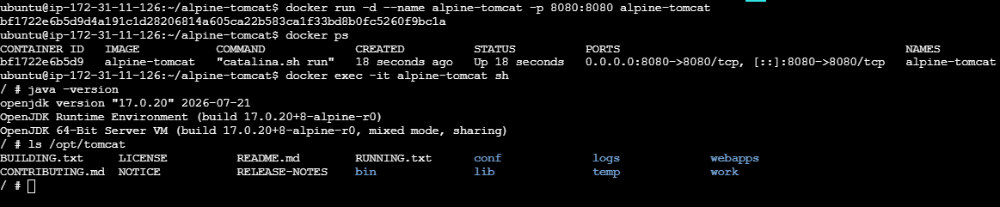 ubuntu@ip-172-31-11-126:~/alpine-tomcat$ docker run -d --name alpine-tomcat -p 8080:8080 alpine-tomcat
bf1722e6b5d9d4a191c1d28206814a605ca22b583ca1f33bd8b0fc5260f9bc1a
ubuntu@ip-172-31-11-126:~/alpine-tomcat$ docker ps
CONTAINER ID   IMAGE           COMMAND             CREATED          STATUS          PORTS                                         NAMES
bf1722e6b5d9   alpine-tomcat   "catalina.sh run"   18 seconds ago   Up 18 seconds   0.0.0.0:8080->8080/tcp, [::]:8080->8080/tcp   alpine-tomcat
ubuntu@ip-172-31-11-126:~/alpine-tomcat$ docker exec -it alpine-tomcat sh
/ # java -version
openjdk version "17.0.20" 2026-07-21
OpenJDK Runtime Environment (build 17.0.20+8-alpine-r0)
OpenJDK 64-Bit Server VM (build 17.0.20+8-alpine-r0, mixed mode, sharing)
/ # ls /opt/tomcat
BUILDING.txt     LICENSE          README.md        RUNNING.txt      conf             logs             webapps
CONTRIBUTING.md  NOTICE           RELEASE-NOTES    bin              lib              temp             work
/ #